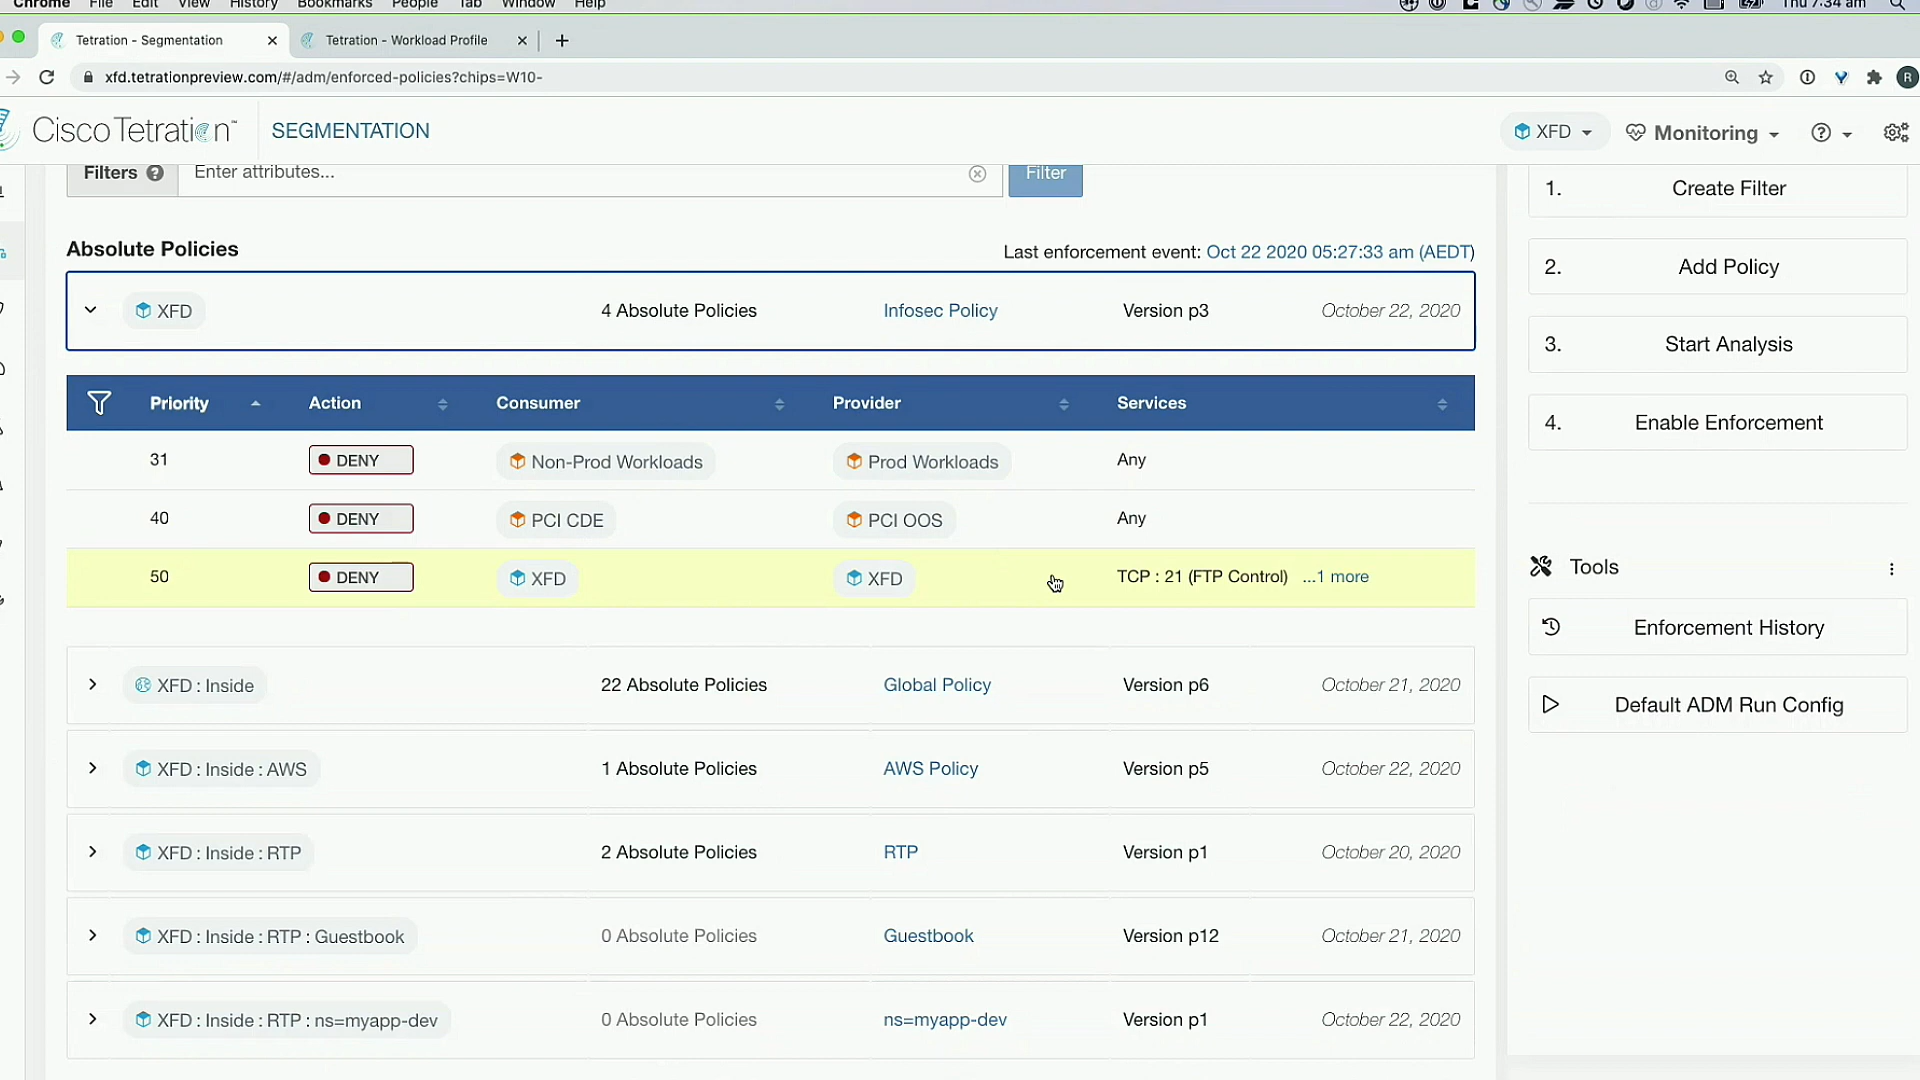 Chrome File Edit View History Bookmarks People Tab Window Help Thu 7:34 am
Tetration - Segmentation Tetration - Workload Profile
xfd.tetrationpreview.com/#/adm/enforced-policies?chips=W10- R
Cisco Tetration™ SEGMENTATION XFD Monitoring
Filters Enter attributes... Filter
1. Create Filter
Absolute Policies Last enforcement event: Oct 22 2020 05:27:33 am (AEDT)
2. Add Policy
XFD 4 Absolute Policies Infosec Policy Version p3 October 22, 2020
3. Start Analysis
Priority Action Consumer Provider Services
4. Enable Enforcement
31 DENY Non-Prod Workloads Prod Workloads Any
40 DENY PCI CDE PCI OOS Any
50 DENY XFD XFD TCP : 21 (FTP Control) ...1 more
Tools
Enforcement History
XFD : Inside 22 Absolute Policies Global Policy Version p6 October 21, 2020
Default ADM Run Config
XFD : Inside : AWS 1 Absolute Policies AWS Policy Version p5 October 22, 2020
XFD : Inside : RTP 2 Absolute Policies RTP Version p1 October 20, 2020
XFD : Inside : RTP : Guestbook 0 Absolute Policies Guestbook Version p12 October 21, 2020
XFD : Inside : RTP : ns=myapp-dev 0 Absolute Policies ns=myapp-dev Version p1 October 22, 2020